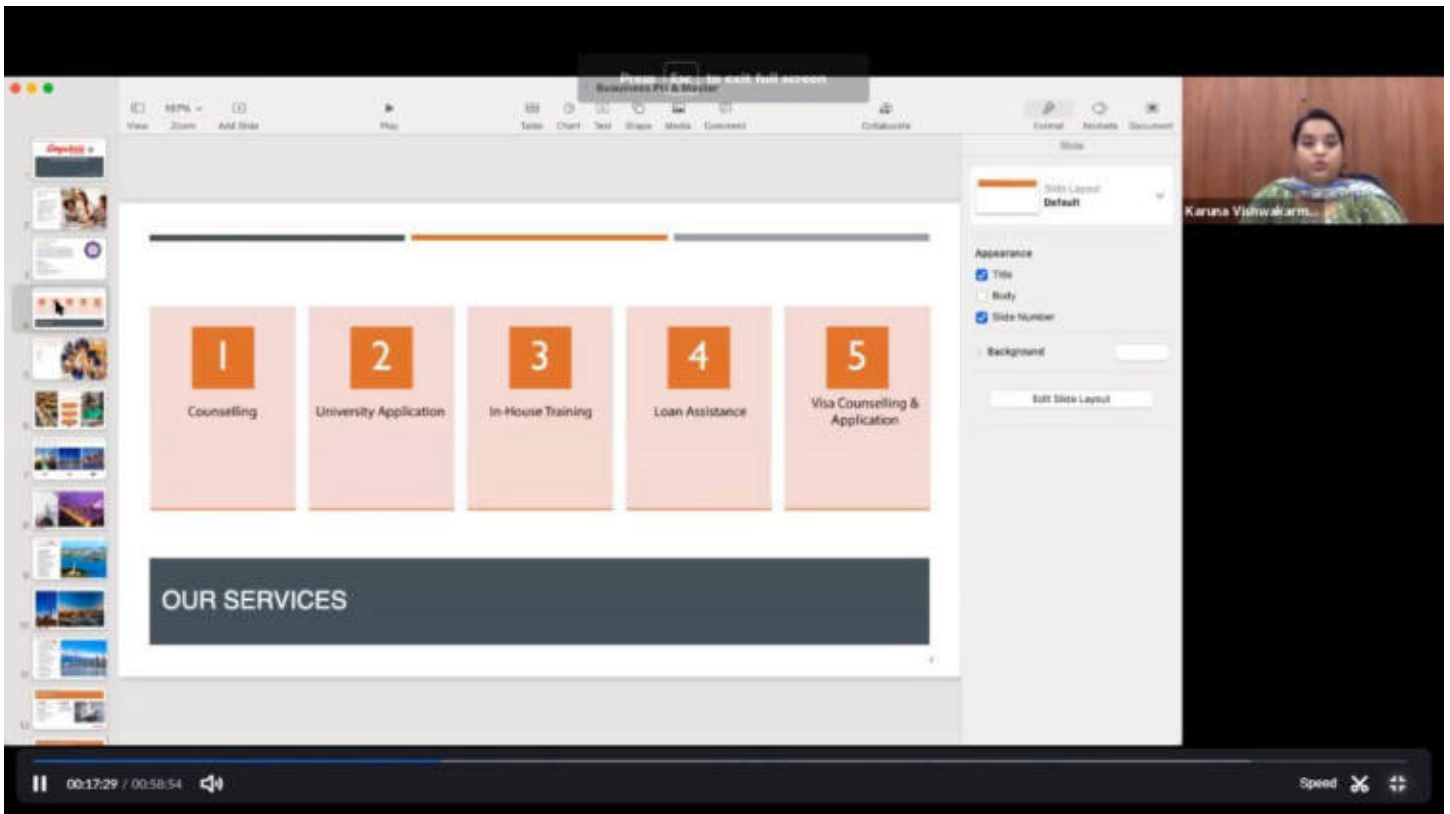 Press Esc to exit full screen
Busuiness PG & Master
View
Zoom
Add Slide
Play
Table
Chart
Text
Shape
Media
Comment
Collaborate
Format
Animate
Document
Slide
Slide Layout
Default
Appearance
Title
Body
Slide Number
Background
Edit Slide Layout
1
Counselling
2
University Application
3
In-House Training
4
Loan Assistance
5
Visa Counselling &
Application
OUR SERVICES
Karuna Vishwakarm...
00:17:29 / 00:58:54
Speed